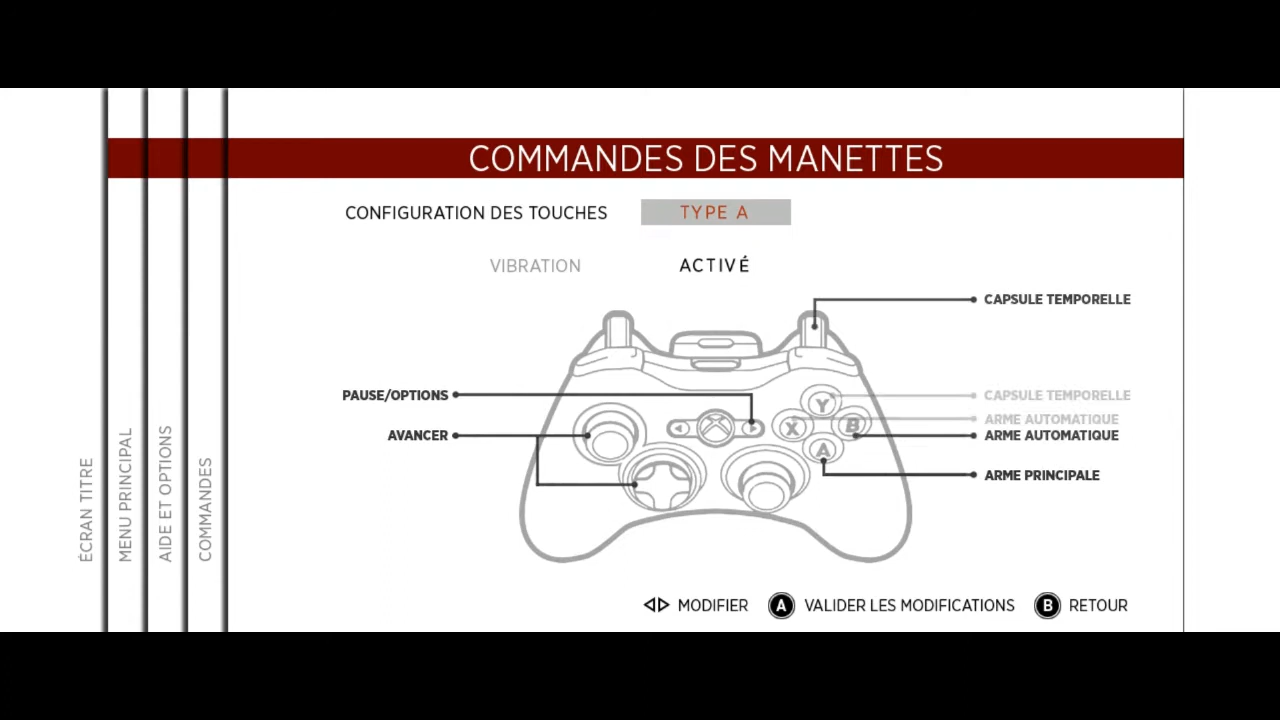 COMMANDES DES MANETTES
CONFIGURATION DES TOUCHES TYPE A
VIBRATION ACTIVÉ
CAPSULE TEMPORELLE
PAUSE/OPTIONS
CAPSULE TEMPORELLE
ARME AUTOMATIQUE
AVANCER
ARME AUTOMATIQUE
ARME PRINCIPALE
Y
X
B
A
ÉCRAN TITRE
MENU PRINCIPAL
AIDE ET OPTIONS
COMMANDES
MODIFIER A VALIDER LES MODIFICATIONS B RETOUR